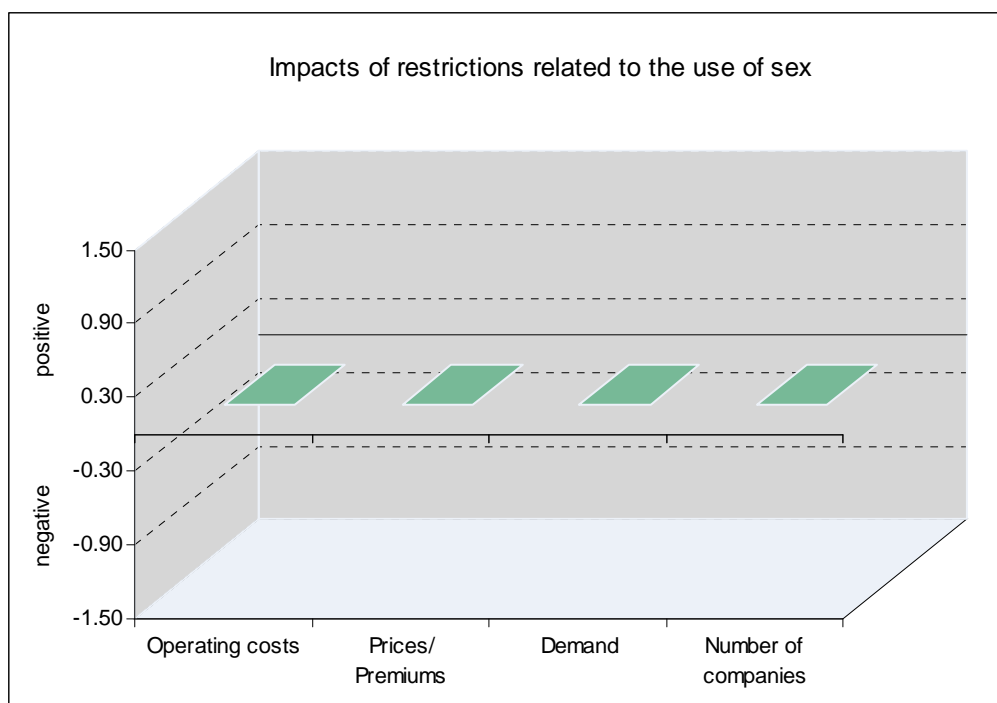 Impacts of restrictions related to the use of sex
positive
negative
1.50
0.90
0.30
-0.30
-0.90
-1.50
Operating costs
Prices/
Premiums
Demand
Number of
companies